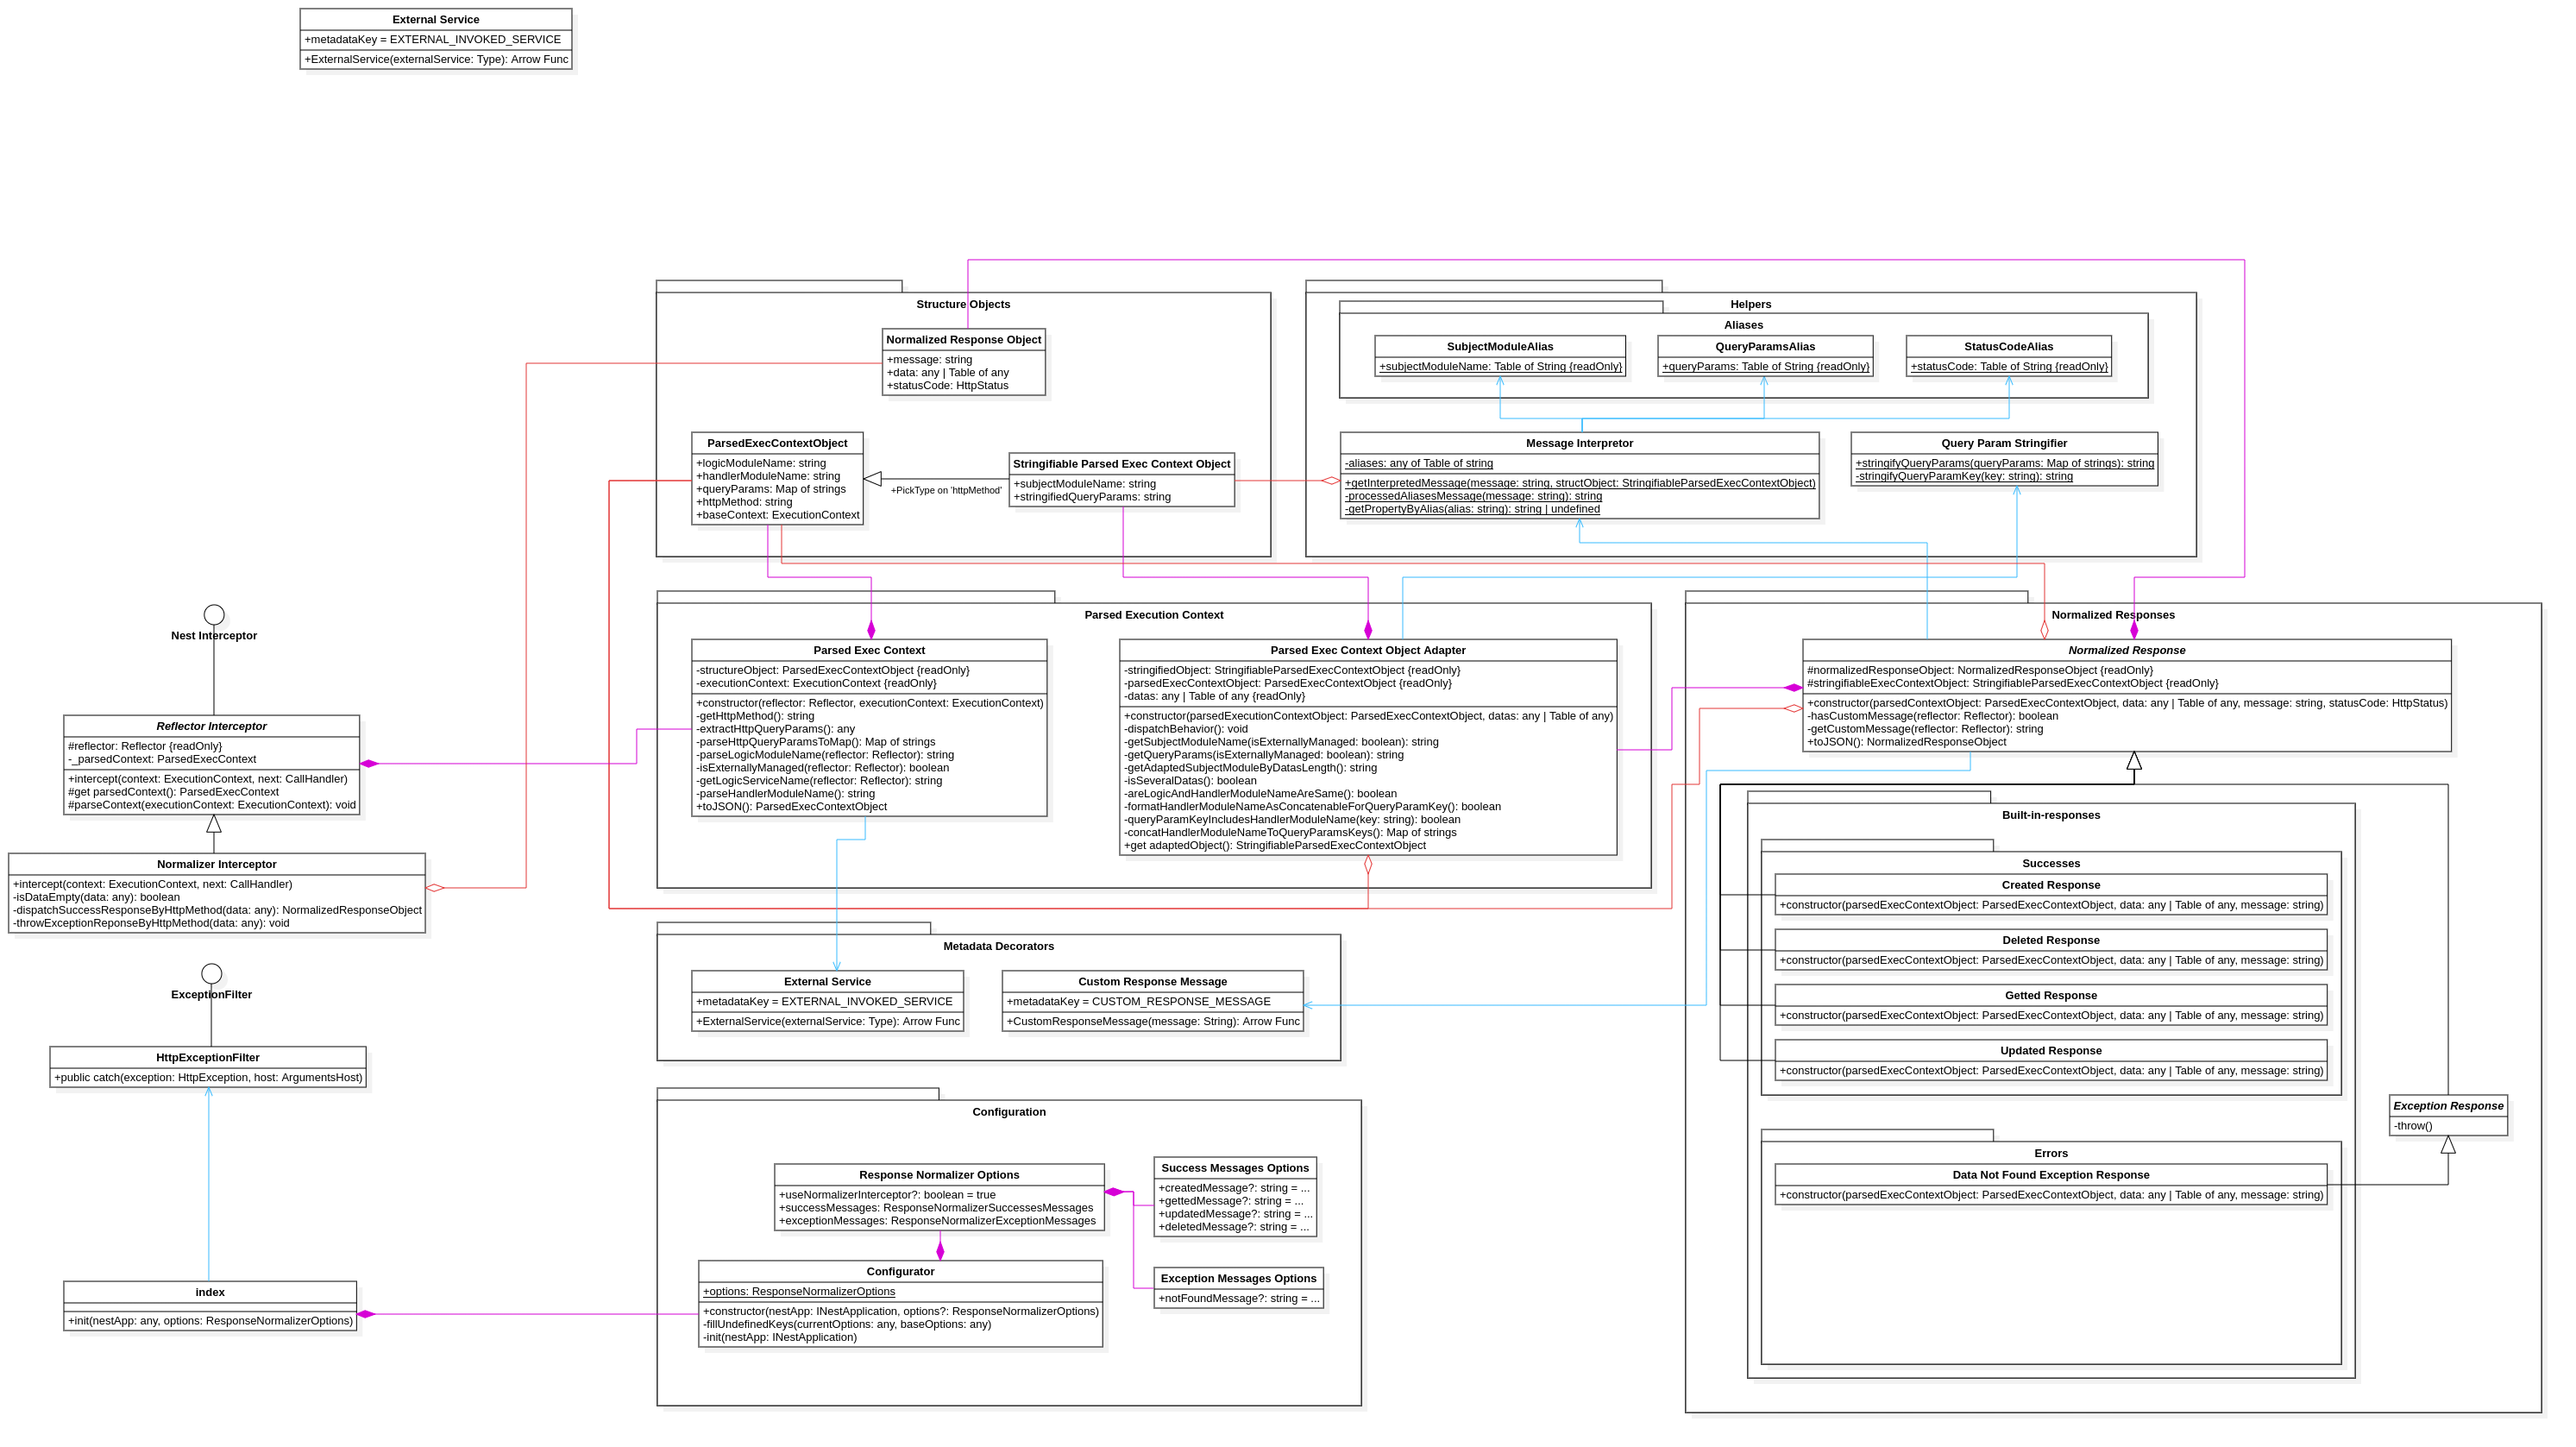 External Service
+metadataKey = EXTERNAL_INVOKED_SERVICE
+ExternalService(externalService: Type): Arrow Func
Structure Objects
Normalized Response Object
+message: string
+data: any | Table of any
+statusCode: HttpStatus
ParsedExecContextObject
+logicModuleName: string
+handlerModuleName: string
+queryParams: Map of strings
+httpMethod: string
+baseContext: ExecutionContext
+PickType on 'httpMethod'
Stringifiable Parsed Exec Context Object
+subjectModuleName: string
+stringifiedQueryParams: string
Helpers
Aliases
SubjectModuleAlias
+subjectModuleName: Table of String {readOnly}
QueryParamsAlias
+queryParams: Table of String {readOnly}
StatusCodeAlias
+statusCode: Table of String {readOnly}
Message Interpretor
-aliases: any of Table of string
+getInterpretedMessage(message: string, structObject: StringifiableParsedExecContextObject)
-processedAliasesMessage(message: string): string
-getPropertyByAlias(alias: string): string | undefined
Query Param Stringifier
+stringifyQueryParams(queryParams: Map of strings): string
-stringifyQueryParamKey(key: string): string
Nest Interceptor
Reflector Interceptor
#reflector: Reflector {readOnly}
-_parsedContext: ParsedExecContext
+intercept(context: ExecutionContext, next: CallHandler)
#get parsedContext(): ParsedExecContext
#parseContext(executionContext: ExecutionContext): void
Normalizer Interceptor
+intercept(context: ExecutionContext, next: CallHandler)
-isDataEmpty(data: any): boolean
-dispatchSuccessResponseByHttpMethod(data: any): NormalizedResponseObject
-throwExceptionReponseByHttpMethod(data: any): void
ExceptionFilter
HttpExceptionFilter
+public catch(exception: HttpException, host: ArgumentsHost)
index
+init(nestApp: any, options: ResponseNormalizerOptions)
Parsed Execution Context
Parsed Exec Context
-structureObject: ParsedExecContextObject {readOnly}
-executionContext: ExecutionContext {readOnly}
+constructor(reflector: Reflector, executionContext: ExecutionContext)
-getHttpMethod(): string
-extractHttpQueryParams(): any
-parseHttpQueryParamsToMap(): Map of strings
-parseLogicModuleName(reflector: Reflector): string
-isExternallyManaged(reflector: Reflector): boolean
-getLogicServiceName(reflector: Reflector): string
-parseHandlerModuleName(): string
+toJSON(): ParsedExecContextObject
Parsed Exec Context Object Adapter
-stringifiedObject: StringifiableParsedExecContextObject {readOnly}
-parsedExecContextObject: ParsedExecContextObject {readOnly}
-datas: any | Table of any {readOnly}
+constructor(parsedExecutionContextObject: ParsedExecContextObject, datas: any | Table of any)
-dispatchBehavior(): void
-getSubjectModuleName(isExternallyManaged: boolean): string
-getQueryParams(isExternallyManaged: boolean): string
-getAdaptedSubjectModuleByDatasLength(): string
-isSeveralDatas(): boolean
-areLogicAndHandlerModuleNameAreSame(): boolean
-formatHandlerModuleNameAsConcatenableForQueryParamKey(): boolean
-queryParamKeyIncludesHandlerModuleName(key: string): boolean
-concatHandlerModuleNameToQueryParamsKeys(): Map of strings
+get adaptedObject(): StringifiableParsedExecContextObject
Metadata Decorators
External Service
+metadataKey = EXTERNAL_INVOKED_SERVICE
+ExternalService(externalService: Type): Arrow Func
Custom Response Message
+metadataKey = CUSTOM_RESPONSE_MESSAGE
+CustomResponseMessage(message: String): Arrow Func
Configuration
Response Normalizer Options
+useNormalizerInterceptor?: boolean = true
+successMessages: ResponseNormalizerSuccessesMessages
+exceptionMessages: ResponseNormalizerExceptionMessages
Success Messages Options
+createdMessage?: string = ...
+gettedMessage?: string = ...
+updatedMessage?: string = ...
+deletedMessage?: string = ...
Configurator
+options: ResponseNormalizerOptions
+constructor(nestApp: INestApplication, options?: ResponseNormalizerOptions)
-fillUndefinedKeys(currentOptions: any, baseOptions: any)
-init(nestApp: INestApplication)
Exception Messages Options
+notFoundMessage?: string = ...
Normalized Responses
Normalized Response
#normalizedResponseObject: NormalizedResponseObject {readOnly}
#stringifiableExecContextObject: StringifiableParsedExecContextObject {readOnly}
+constructor(parsedContextObject: ParsedExecContextObject, data: any | Table of any, message: string, statusCode: HttpStatus)
-hasCustomMessage(reflector: Reflector): boolean
-getCustomMessage(reflector: Reflector): string
+toJSON(): NormalizedResponseObject
Built-in-responses
Successes
Created Response
+constructor(parsedExecContextObject: ParsedExecContextObject, data: any | Table of any, message: string)
Deleted Response
+constructor(parsedExecContextObject: ParsedExecContextObject, data: any | Table of any, message: string)
Getted Response
+constructor(parsedExecContextObject: ParsedExecContextObject, data: any | Table of any, message: string)
Updated Response
+constructor(parsedExecContextObject: ParsedExecContextObject, data: any | Table of any, message: string)
Exception Response
-throw()
Errors
Data Not Found Exception Response
+constructor(parsedExecContextObject: ParsedExecContextObject, data: any | Table of any, message: string)